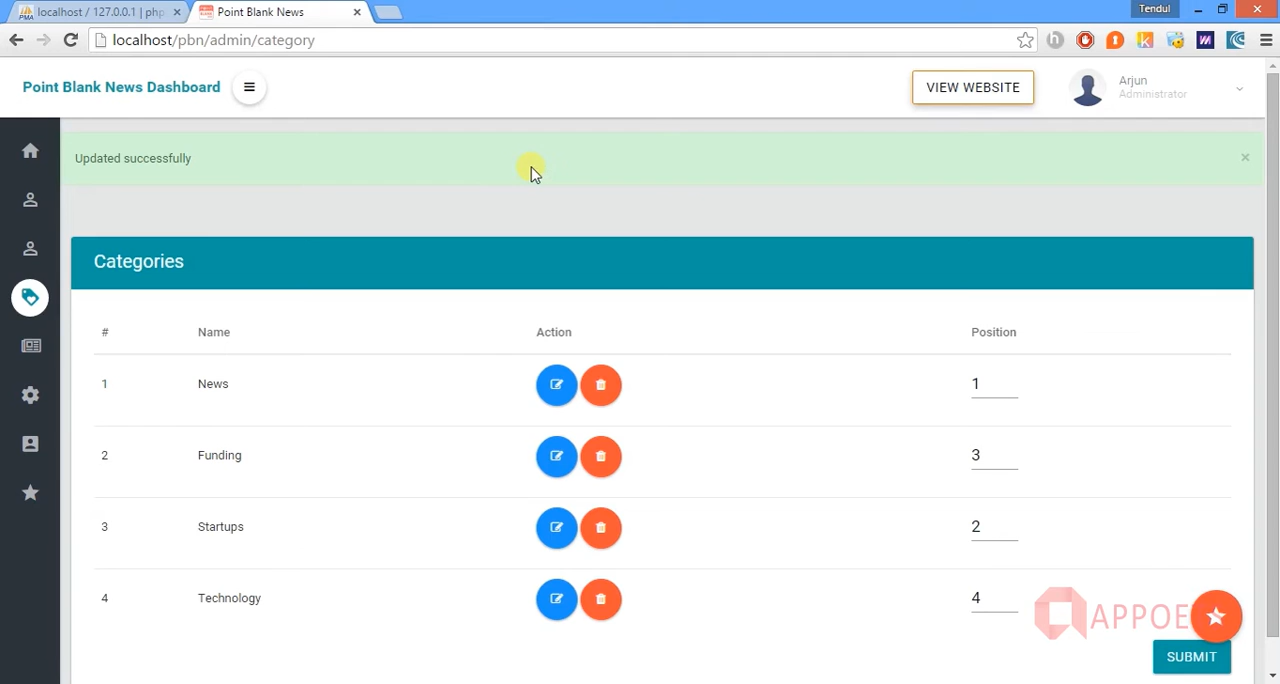 localhost / 127.0.0.1 | php
Point Blank News
Tendul
localhost/pbn/admin/category
Point Blank News Dashboard
VIEW WEBSITE
Arjun
Administrator
Updated successfully
Categories
# Name Action Position
1 News 1
2 Funding 3
3 Startups 2
4 Technology 4
APPOE
SUBMIT